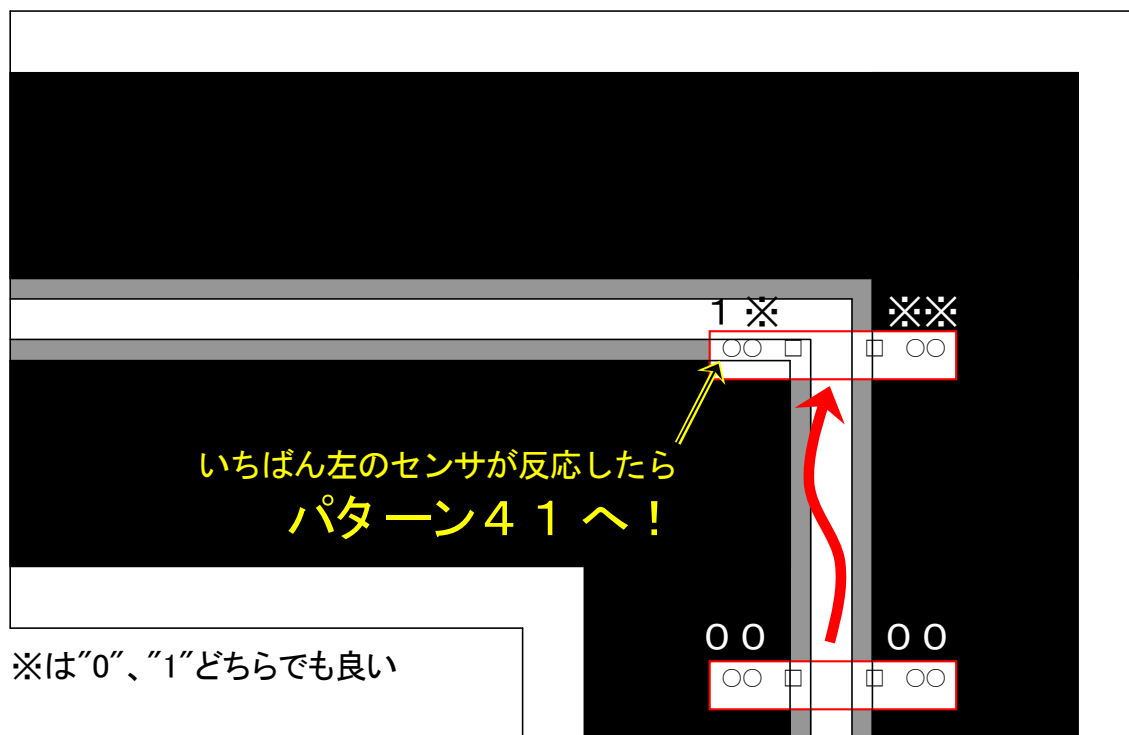 1※ ※※
いちばん左のセンサが反応したら
パターン４１へ！
００ ００
※は"0"、"1"どちらでも良い